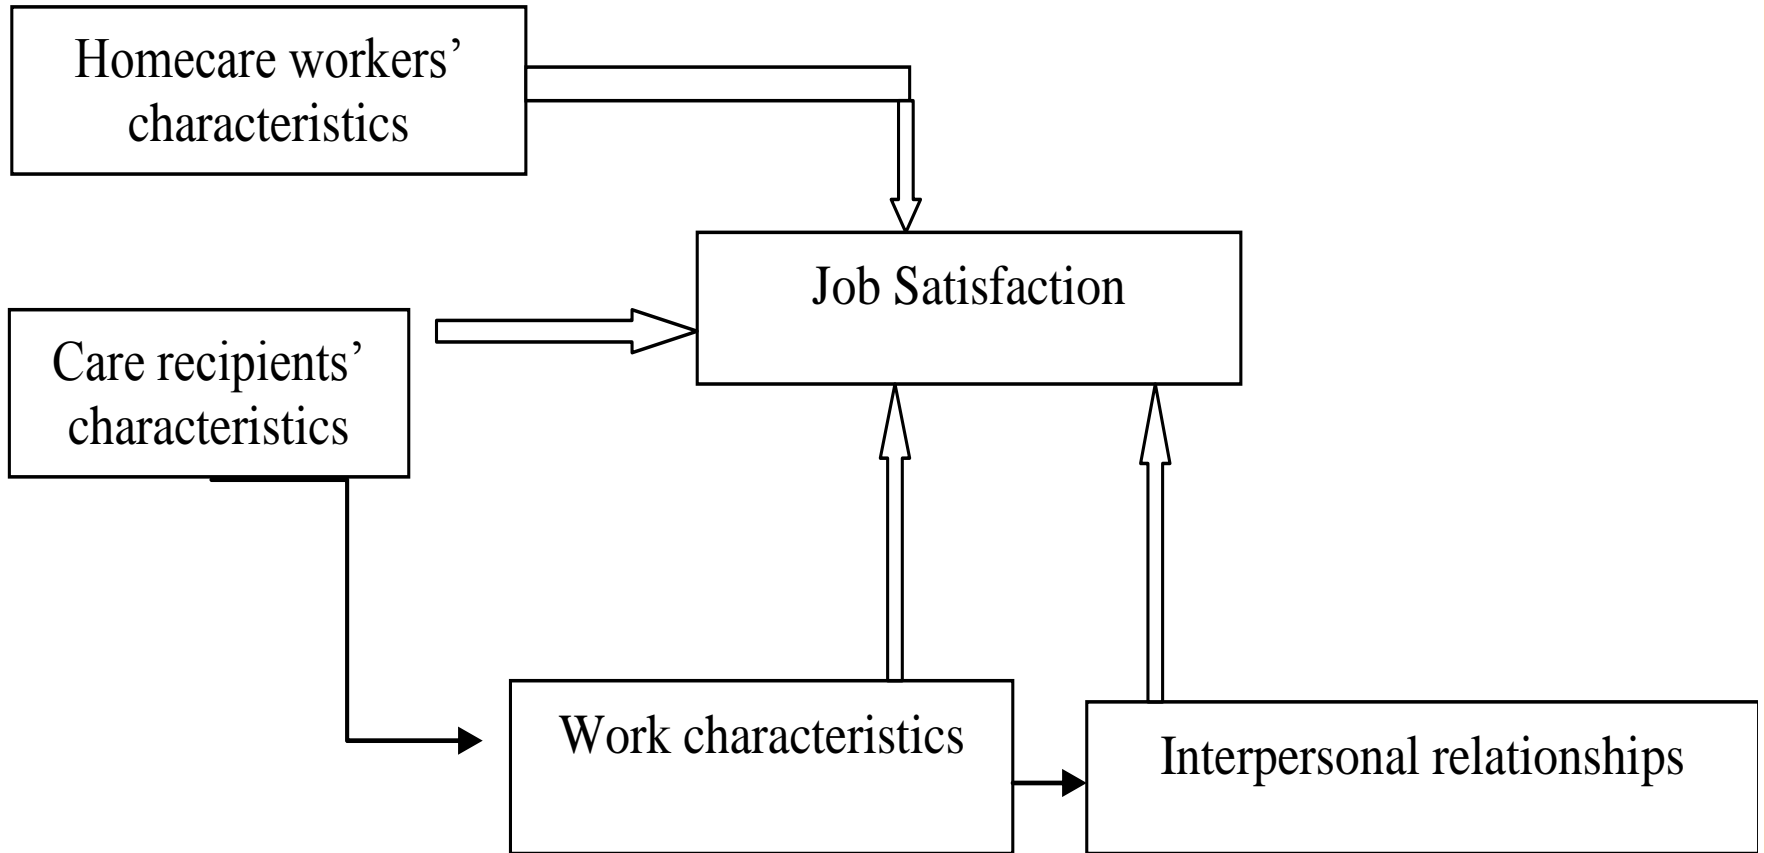 Homecare workers’
characteristics
Job Satisfaction
Care recipients’
characteristics
Work characteristics
Interpersonal relationships